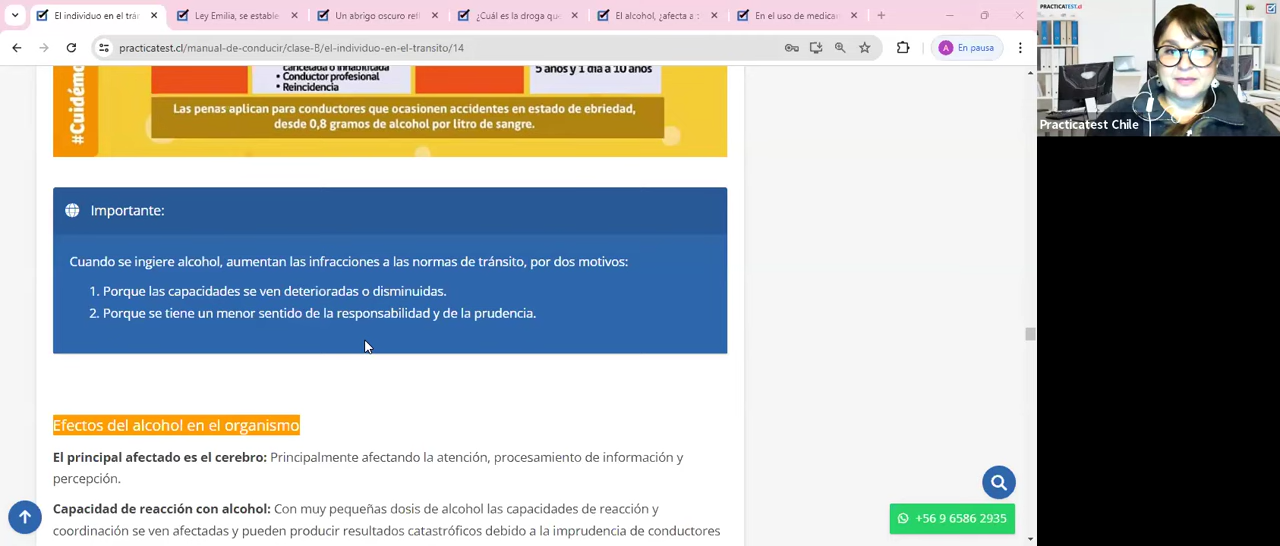 El individuo en el trán
Ley Emilia, se estable
Un abrigo oscuro refl
¿Cuál es la droga que
El alcohol, ¿afecta a
En el uso de medica
practicatest.cl/manual-de-conducir/clase-B/el-individuo-en-el-transito/14
A En pausa
PRACTICATEST.cl
Practicatest Chile
#Cuidémo
cancelada o inhabilitada
• Conductor profesional
• Reincidencia
5 años y 1 día a 10 años
Las penas aplican para conductores que ocasionen accidentes en estado de ebriedad,
desde 0,8 gramos de alcohol por litro de sangre.
Importante:
Cuando se ingiere alcohol, aumentan las infracciones a las normas de tránsito, por dos motivos:
1. Porque las capacidades se ven deterioradas o disminuidas.
2. Porque se tiene un menor sentido de la responsabilidad y de la prudencia.
Efectos del alcohol en el organismo
El principal afectado es el cerebro: Principalmente afectando la atención, procesamiento de información y
percepción.
Capacidad de reacción con alcohol: Con muy pequeñas dosis de alcohol las capacidades de reacción y
coordinación se ven afectadas y pueden producir resultados catastróficos debido a la imprudencia de conductores
+56 9 6586 2935